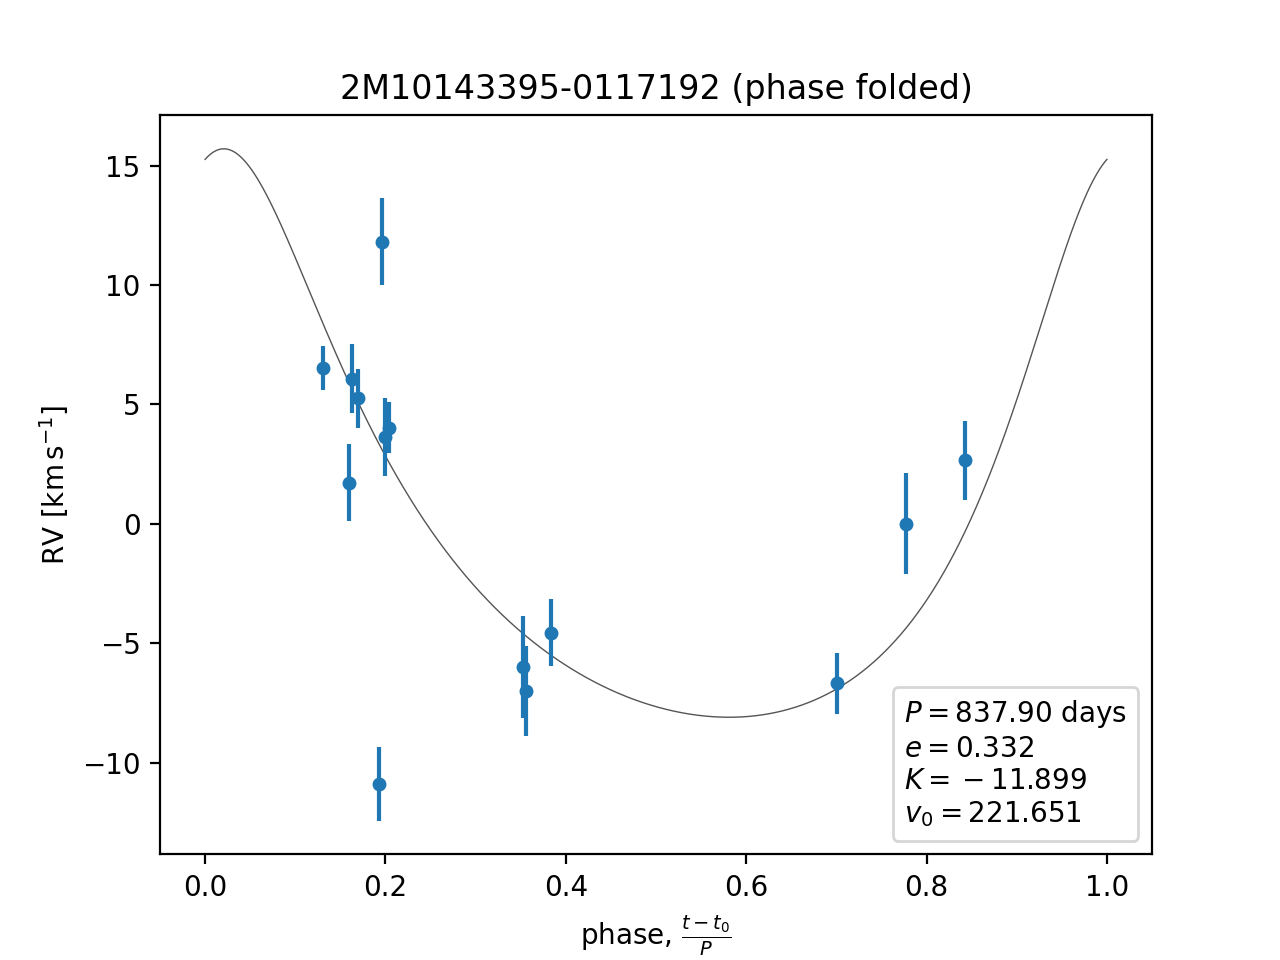 2M10143395-0117192 (phase folded)
RV [km s⁻¹]
15
10
5
0
−5
−10
P = 837.90 days
e = 0.332
K = −11.899
v₀ = 221.651
0.0 0.2 0.4 0.6 0.8 1.0
phase, (t − t₀)/P